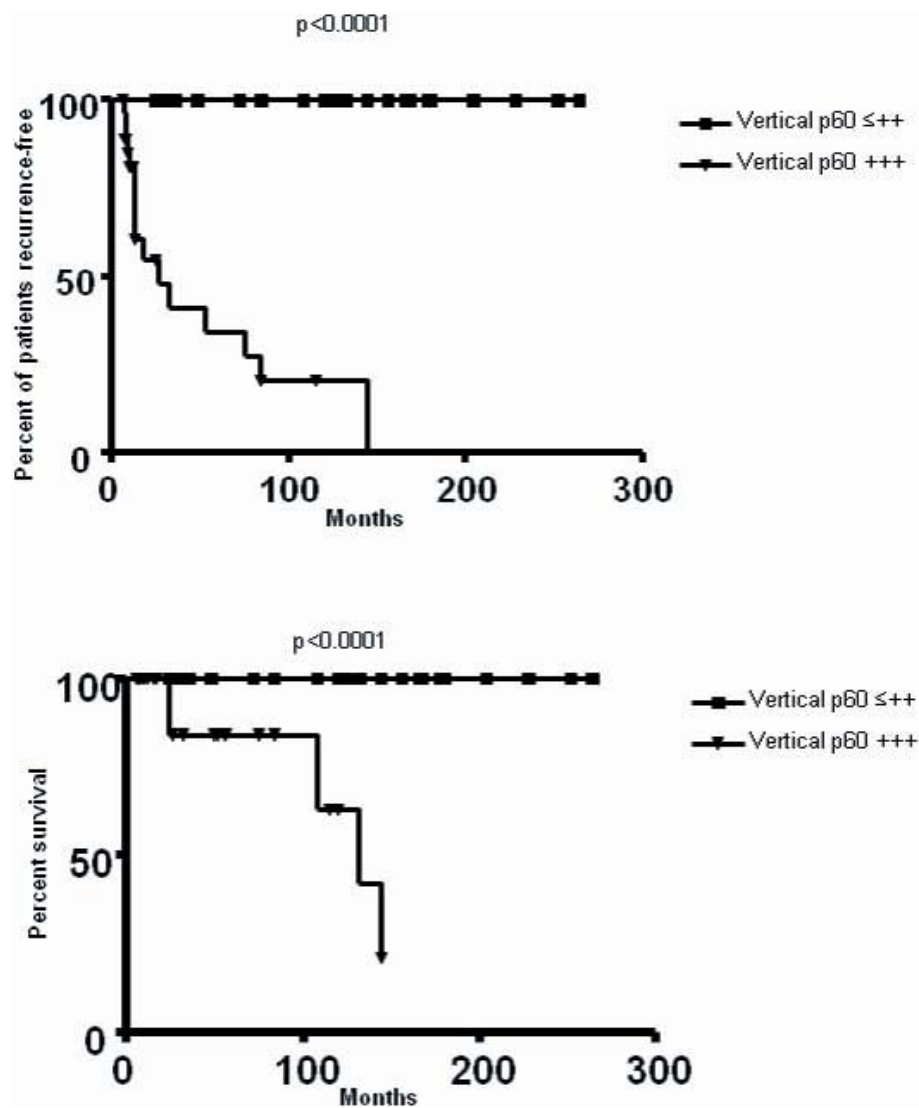 p<0.0001
100
50
0
Percent of patients recurrence-free
0 100 200 300
Months
Vertical p60 ≤++
Vertical p60 +++
p<0.0001
100
50
0
Percent survival
0 100 200 300
Months
Vertical p60 ≤++
Vertical p60 +++